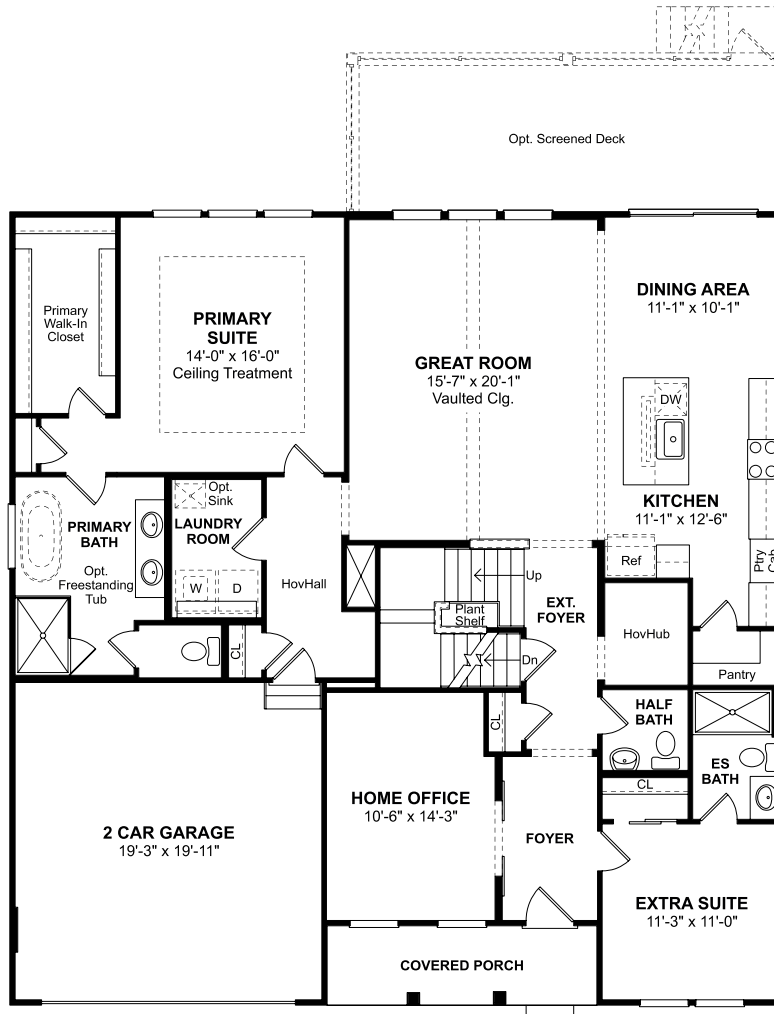 Opt. Screened Deck
DINING AREA
11'-1" x 10'-1"
Primary
Walk-In
Closet
PRIMARY
SUITE
14'-0" x 16'-0"
Ceiling Treatment
GREAT ROOM
15'-7" x 20'-1"
Vaulted Clg.
DW
KITCHEN
11'-1" x 12'-6"
Opt.
Sink
LAUNDRY
ROOM
PRIMARY
BATH
Opt.
Freestanding
Tub
W
D
HovHall
Ref
Ptry
Up
Plant
Shelf
EXT.
FOYER
HovHub
CL
Dn
Pantry
CL
HALF
BATH
ES
BATH
CL
HOME OFFICE
10'-6" x 14'-3"
2 CAR GARAGE
19'-3" x 19'-11"
FOYER
EXTRA SUITE
11'-3" x 11'-0"
COVERED PORCH